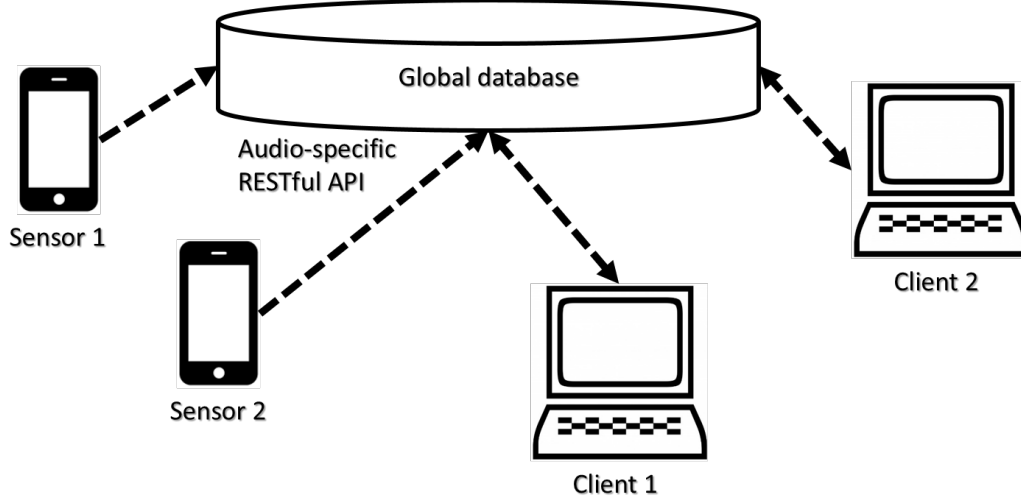 Global database
Audio-specific
RESTful API
Sensor 1
Sensor 2
Client 2
Client 1